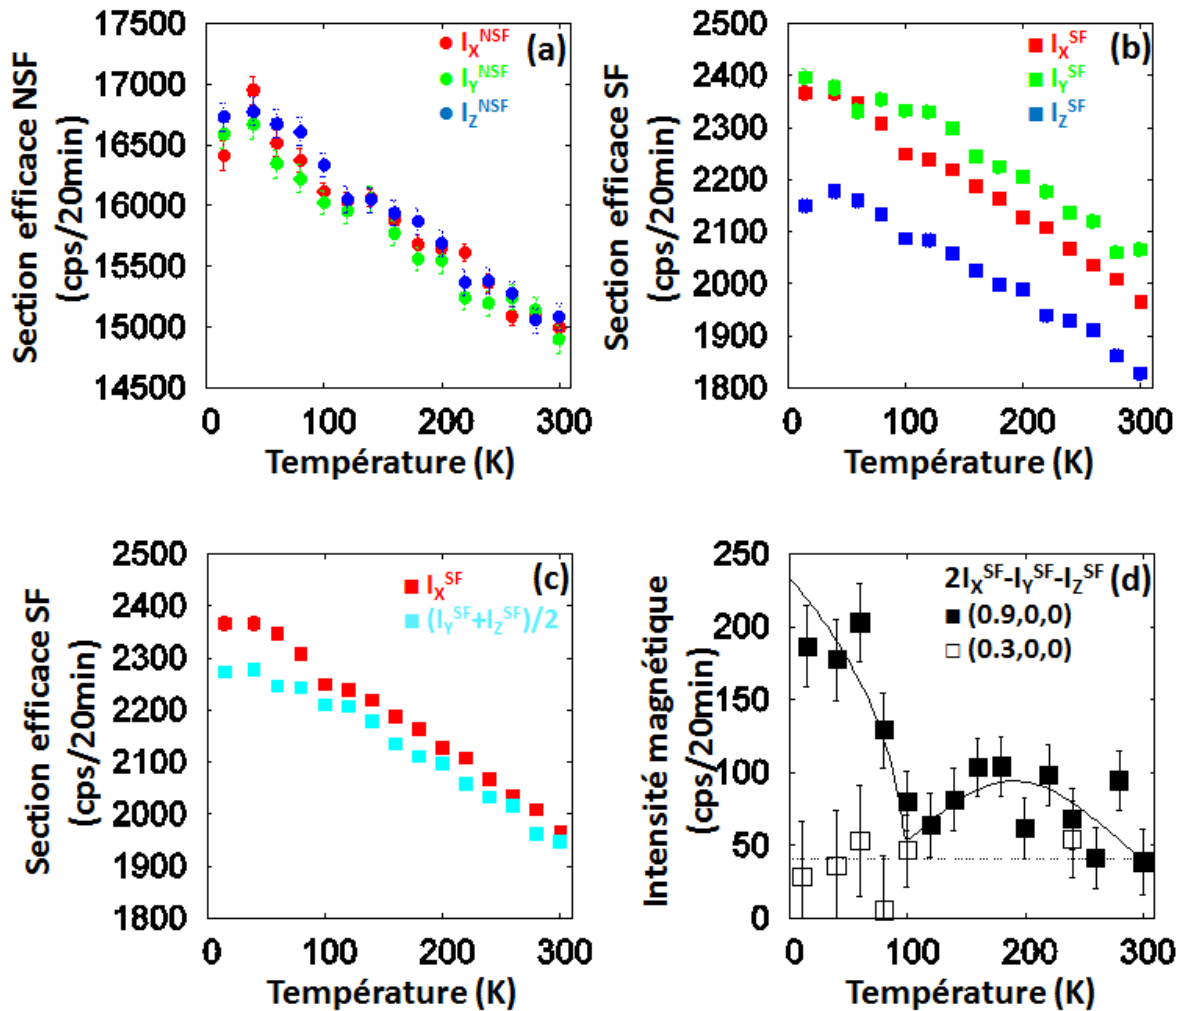 Section efficace NSF
(cps/20min)
17500
17000
16500
16000
15500
15000
14500
0
100
200
300
Température (K)
I_X^NSF
I_Y^NSF
I_Z^NSF
(a)
Section efficace SF
(cps/20min)
2500
2400
2300
2200
2100
2000
1900
1800
0
100
200
300
Température (K)
I_X^SF
I_Y^SF
I_Z^SF
(b)
Section efficace SF
(cps/20min)
2500
2400
2300
2200
2100
2000
1900
1800
0
100
200
300
Température (K)
I_X^SF
(I_Y^SF+I_Z^SF)/2
(c)
Intensité magnétique
(cps/20min)
250
200
150
100
50
0
0
100
200
300
Température (K)
2I_X^SF-I_Y^SF-I_Z^SF (d)
(0.9,0,0)
(0.3,0,0)